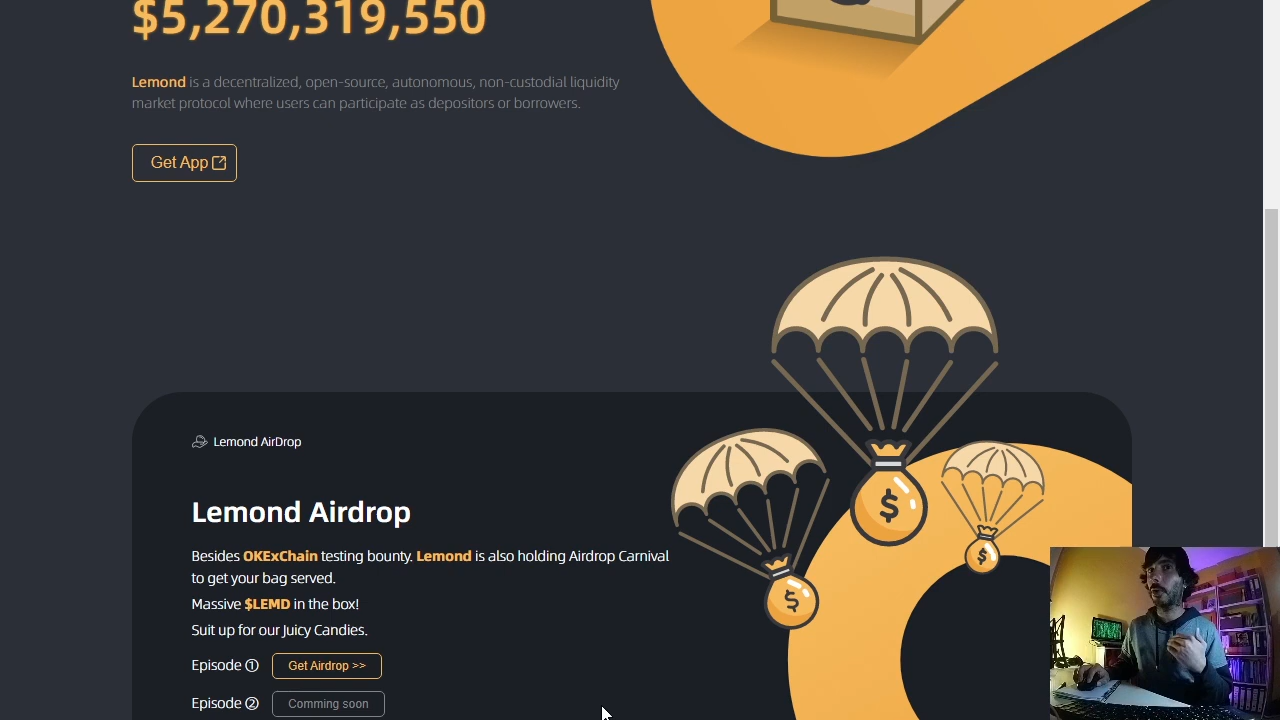 $5,270,319,550
Lemond is a decentralized, open-source, autonomous, non-custodial liquidity
market protocol where users can participate as depositors or borrowers.
Get App
Lemond AirDrop
Lemond Airdrop
Besides OKExChain testing bounty. Lemond is also holding Airdrop Carnival
to get your bag served.
Massive $LEMD in the box!
Suit up for our Juicy Candies.
Episode ① Get Airdrop >>
Episode ② Comming soon
$
$
$